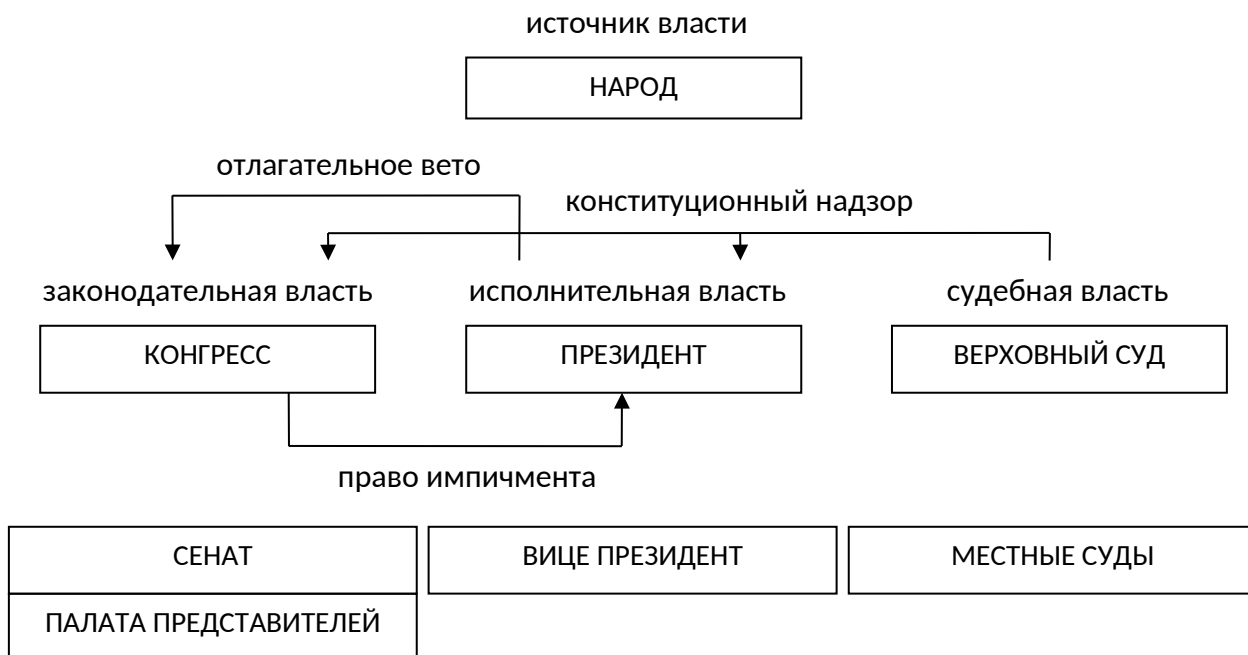 источник власти
НАРОД
отлагательное вето
конституционный надзор
законодательная власть
исполнительная власть
судебная власть
КОНГРЕСС
ПРЕЗИДЕНТ
ВЕРХОВНЫЙ СУД
право импичмента
СЕНАТ
ВИЦЕ ПРЕЗИДЕНТ
МЕСТНЫЕ СУДЫ
ПАЛАТА ПРЕДСТАВИТЕЛЕЙ